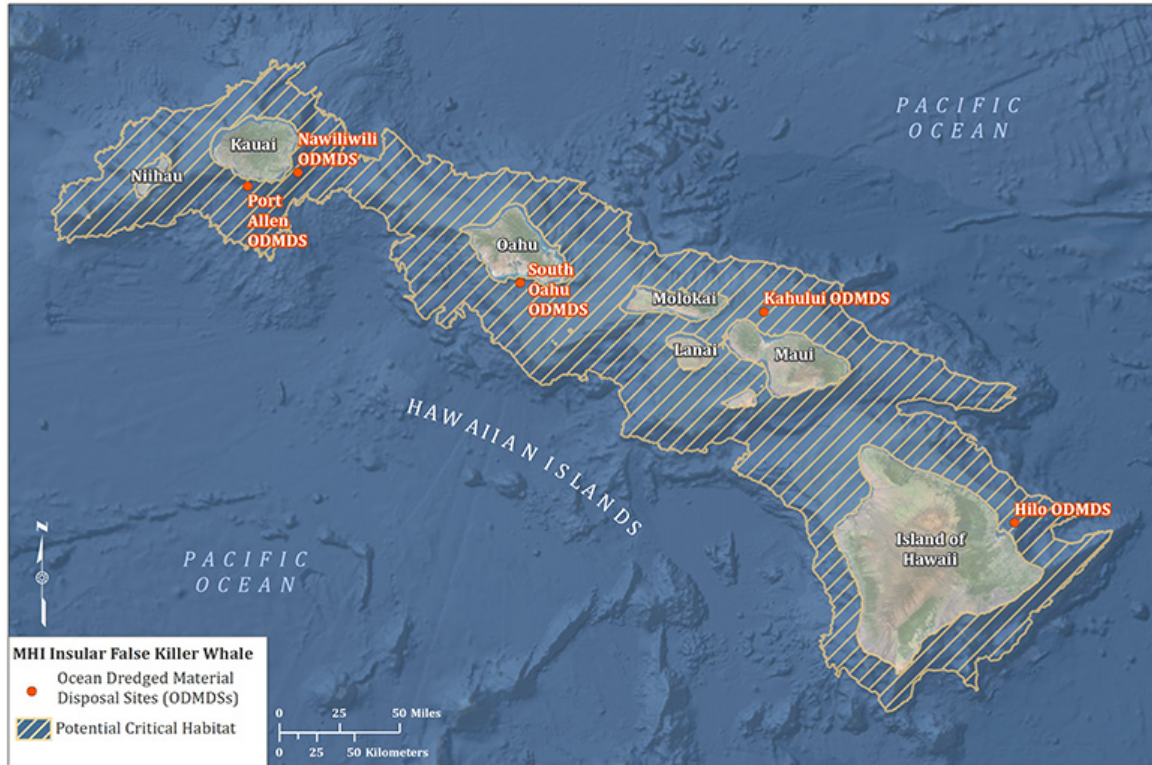 PACIFIC
OCEAN
Kauai
Nawiliwili
ODMDS
Niihau
Port
Allen
ODMDS
Oahu
South
Oahu
ODMDS
Molokai
Kahului ODMDS
Lanai
Maui
HAWAIIAN ISLANDS
Hilo ODMDS
Island of
Hawaii
PACIFIC
OCEAN
N
MHI Insular False Killer Whale
Ocean Dredged Material
Disposal Sites (ODMDSs)
Potential Critical Habitat
0 25 50 Miles
0 25 50 Kilometers